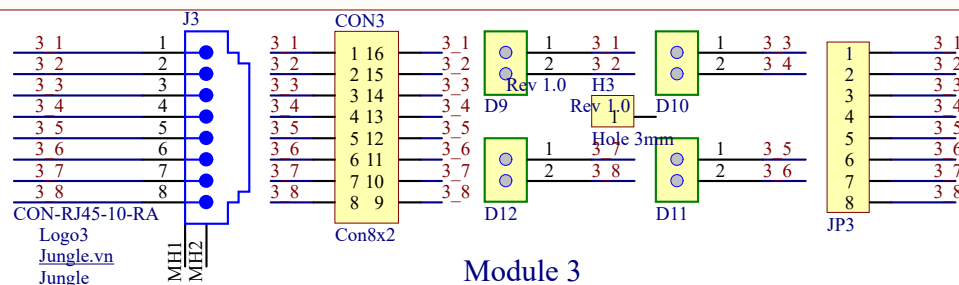 J3
3_1 1
3_2 2
3_3 3
3_4 4
3_5 5
3_6 6
3_7 7
3_8 8
CON-RJ45-10-RA
Logo3
Jungle.vn
Jungle
MH1
MH2
CON3
3_1 1 16 3_1
3_2 2 15 3_2
3_3 3 14 3_3
3_4 4 13 3_4
3_5 5 12 3_5
3_6 6 11 3_6
3_7 7 10 3_7
3_8 8 9 3_8
Con8x2
1 3_1
2 3_2
D9
Rev 1.0
H3
Rev 1.0
1
Hole 3mm
1 3_3
2 3_4
D10
1 3_7
2 3_8
D12
1 3_5
2 3_6
D11
1 3_1
2 3_2
3 3_3
4 3_4
5 3_5
6 3_6
7 3_7
8 3_8
JP3
Module 3